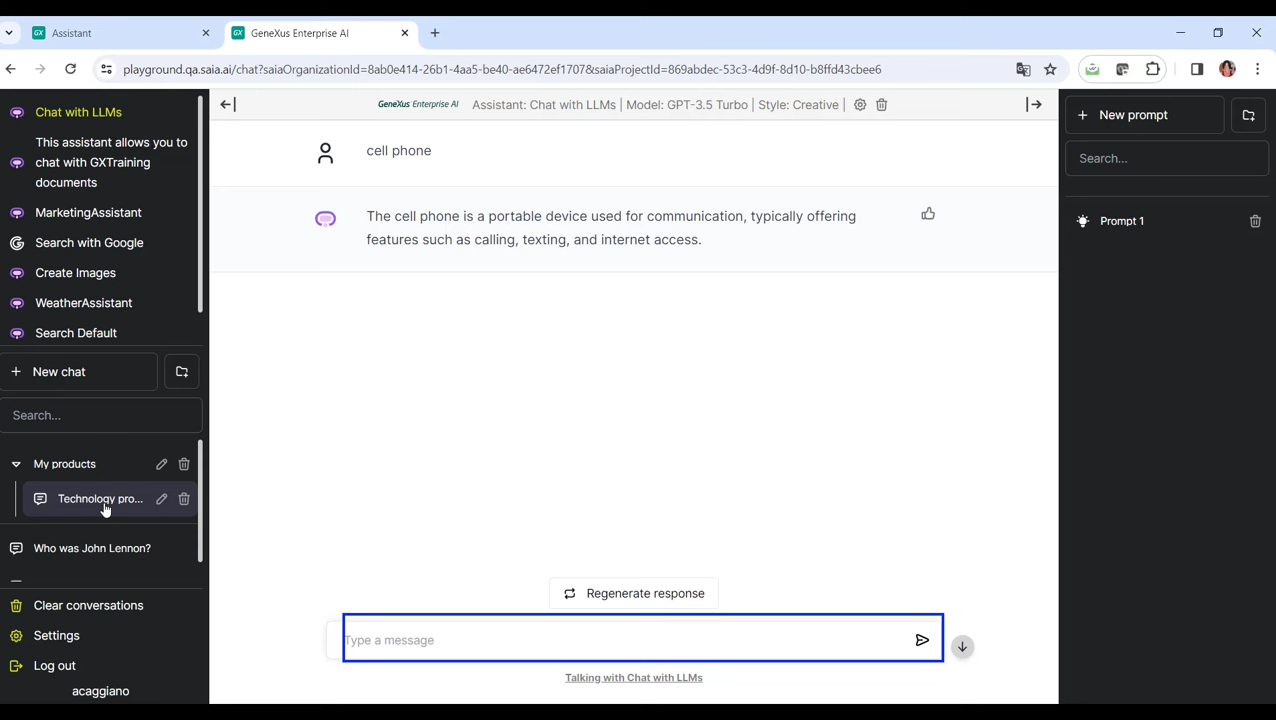 Assistant
GeneXus Enterprise AI
playground.qa.saia.ai/chat?saiaOrganizationId=8ab0e414-26b1-4aa5-be40-ae6472ef1707&saiaProjectId=869abdec-53c3-4d9f-8d10-b8ffd43cbee6
Chat with LLMs
This assistant allows you to
chat with GXTraining
documents
MarketingAssistant
Search with Google
Create Images
WeatherAssistant
Search Default
New chat
Search...
My products
Technology pro...
Who was John Lennon?
Clear conversations
Settings
Log out
acaggiano
GeneXus Enterprise AI Assistant: Chat with LLMs | Model: GPT-3.5 Turbo | Style: Creative |
cell phone
The cell phone is a portable device used for communication, typically offering
features such as calling, texting, and internet access.
Regenerate response
Type a message
Talking with Chat with LLMs
New prompt
Search...
Prompt 1